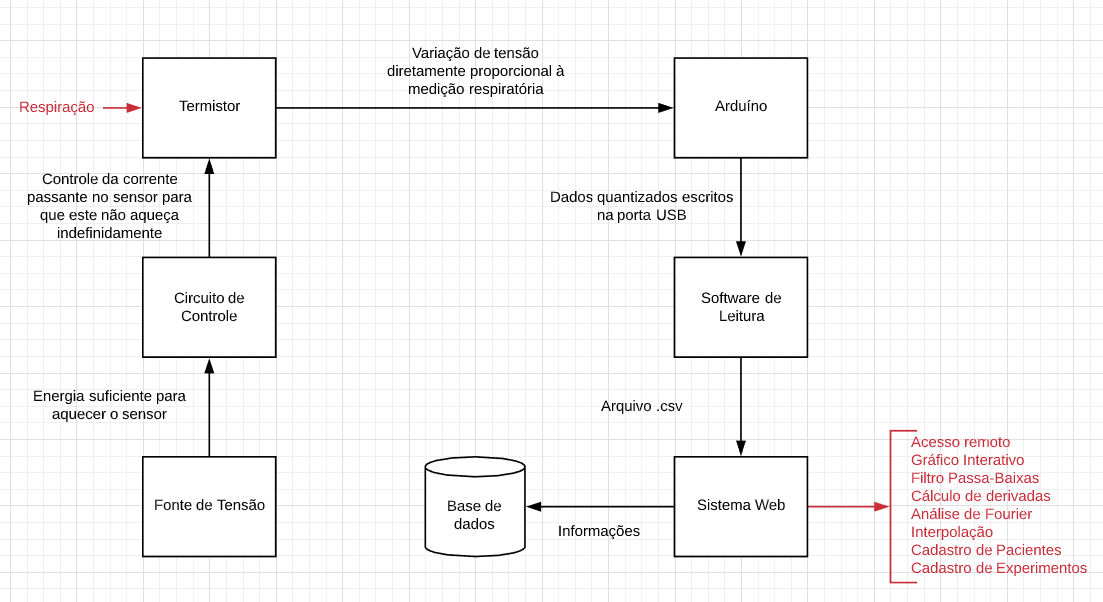 Variação de tensão
diretamente proporcional à
medição respiratória
Respiração
Termistor
Arduíno
Controle da corrente
passante no sensor para
que este não aqueça
indefinidamente
Dados quantizados escritos
na porta USB
Circuito de
Controle
Software de
Leitura
Energia suficiente para
aquecer o sensor
Arquivo .csv
Fonte de Tensão
Base de
dados
Informações
Sistema Web
Acesso remoto
Gráfico Interativo
Filtro Passa-Baixas
Cálculo de derivadas
Análise de Fourier
Interpolação
Cadastro de Pacientes
Cadastro de Experimentos